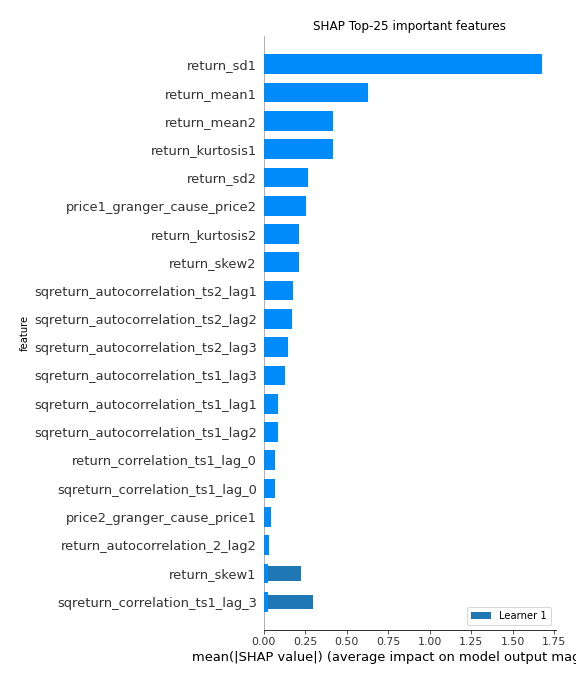 SHAP Top-25 important features
return_sd1
return_mean1
return_mean2
return_kurtosis1
return_sd2
price1_granger_cause_price2
return_kurtosis2
return_skew2
sqreturn_autocorrelation_ts2_lag1
sqreturn_autocorrelation_ts2_lag2
sqreturn_autocorrelation_ts2_lag3
sqreturn_autocorrelation_ts1_lag3
sqreturn_autocorrelation_ts1_lag1
sqreturn_autocorrelation_ts1_lag2
return_correlation_ts1_lag_0
sqreturn_correlation_ts1_lag_0
price2_granger_cause_price1
return_autocorrelation_2_lag2
return_skew1
sqreturn_correlation_ts1_lag_3
feature
Learner 1
0.00 0.25 0.50 0.75 1.00 1.25 1.50 1.75
mean(|SHAP value|) (average impact on model output mag